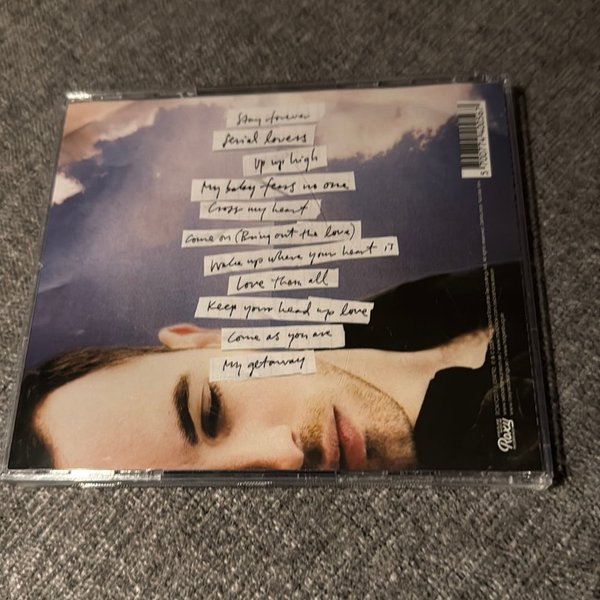 Stay forever
Serial lovers
Up up high
My baby fears no one
Cross my heart
Come on (Bring out the love)
Wake up where your heart is
Love them all
Keep your head up love
Come as you are
My getaway
Roxy